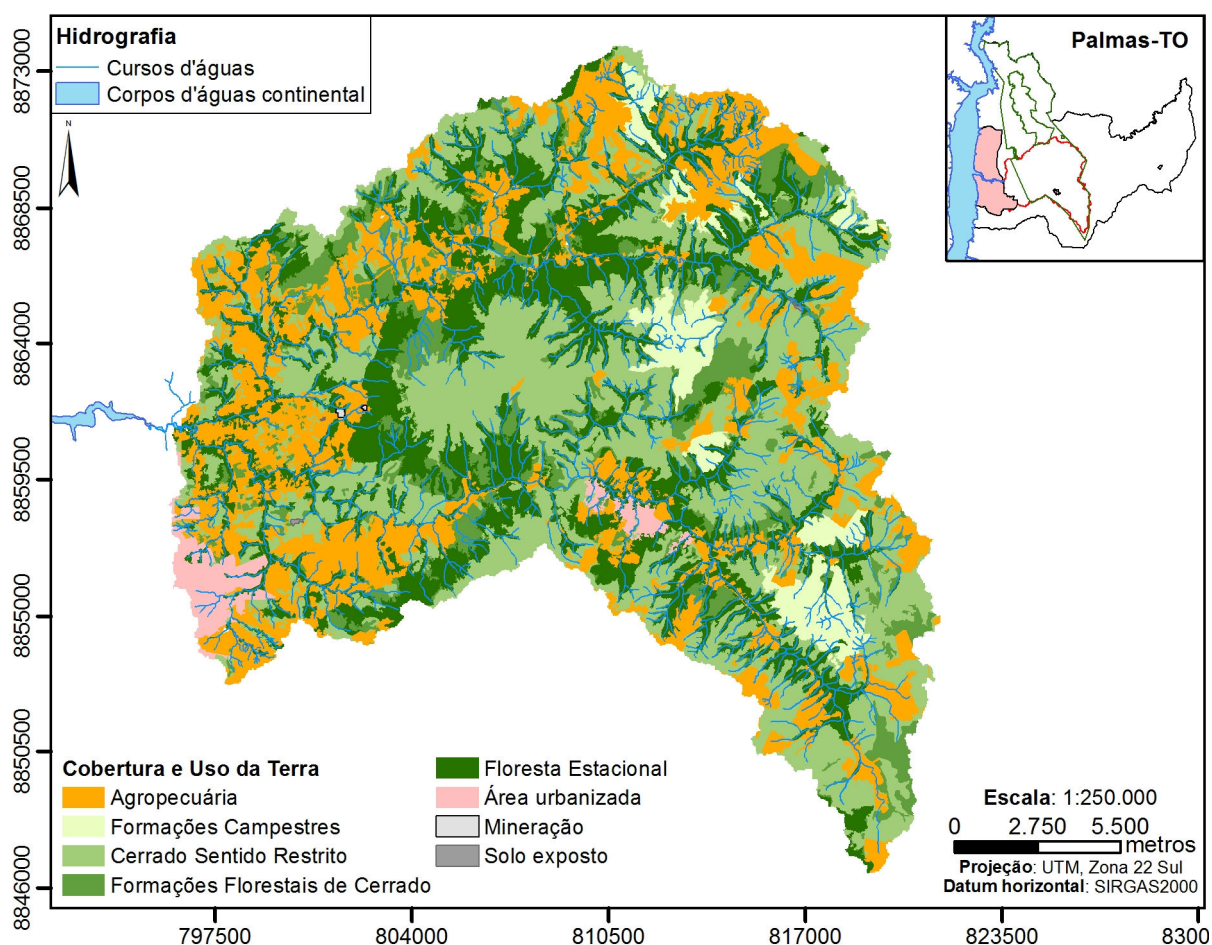 Hidrografia
Cursos d'águas
Corpos d'águas continental
N
Palmas-TO
8873000
8868500
8864000
8859500
8855000
8850500
8846000
Cobertura e Uso da Terra
Agropecuária
Formações Campestres
Cerrado Sentido Restrito
Formações Florestais de Cerrado
Floresta Estacional
Área urbanizada
Mineração
Solo exposto
Escala: 1:250.000
0 2.750 5.500
metros
Projeção: UTM, Zona 22 Sul
Datum horizontal: SIRGAS2000
797500 804000 810500 817000 823500 8300